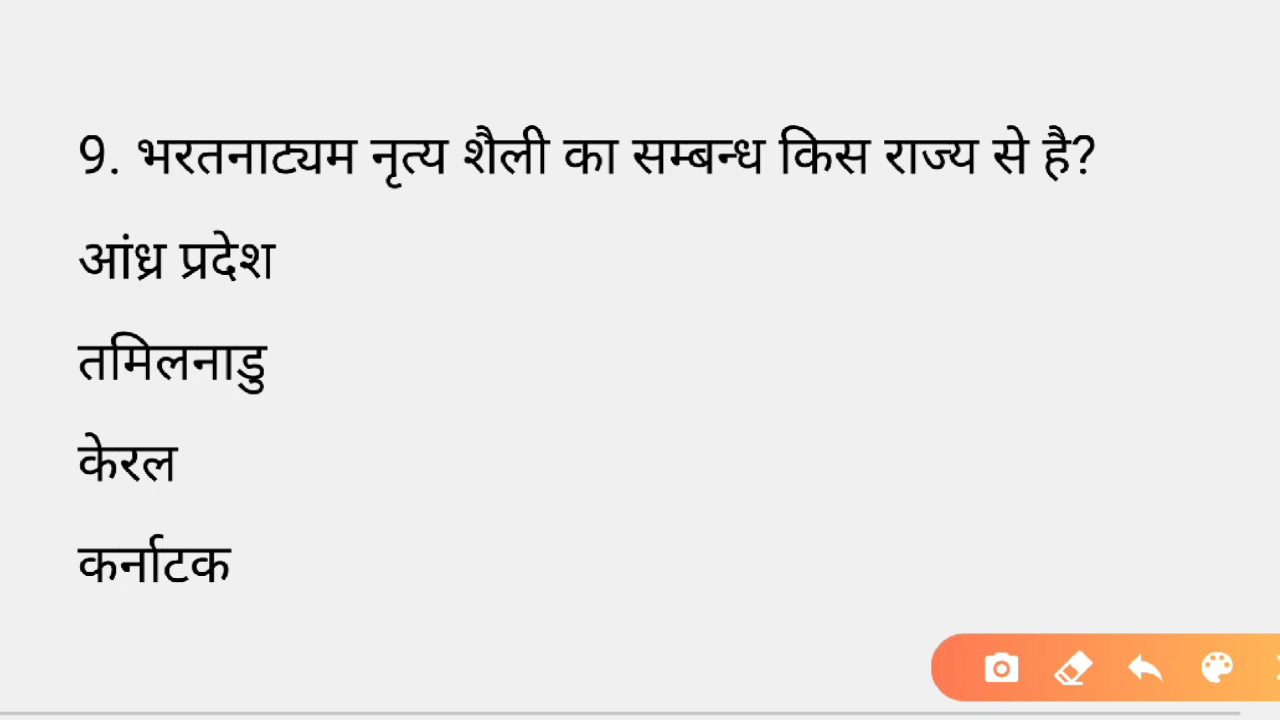 9. भरतनाट्यम नृत्य शैली का सम्बन्ध किस राज्य से है?
आंध्र प्रदेश
तमिलनाडु
केरल
कर्नाटक